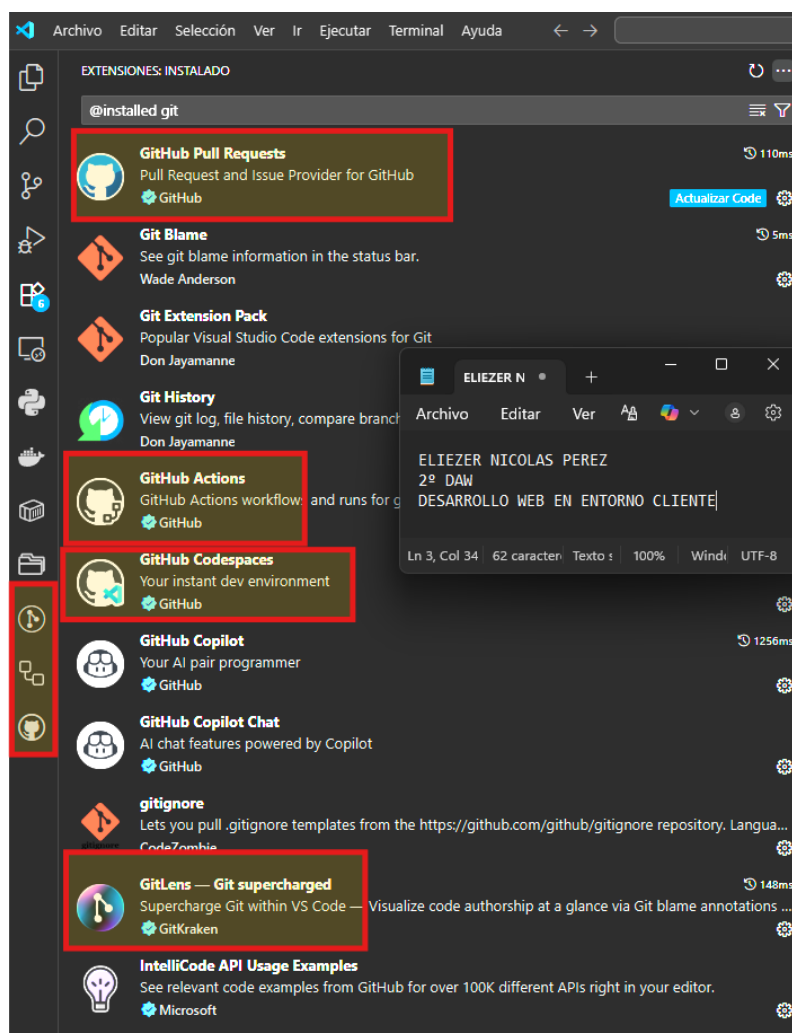 Archivo Editar Selección Ver Ir Ejecutar Terminal Ayuda
EXTENSIONES: INSTALADO
@installed git
GitHub Pull Requests
110ms
Pull Request and Issue Provider for GitHub
GitHub
Actualizar Code
Git Blame
5ms
See git blame information in the status bar.
Wade Anderson
6
Git Extension Pack
Popular Visual Studio Code extensions for Git
Don Jayamanne
Git History
View git log, file history, compare branch
Don Jayamanne
ELIEZER N
Archivo Editar Ver
ELIEZER NICOLAS PEREZ
2º DAW
DESARROLLO WEB EN ENTORNO CLIENTE
Ln 3, Col 34 62 caracter Texto s 100% Wind UTF-8
GitHub Actions
GitHub Actions workflows and runs for g
GitHub
GitHub Codespaces
Your instant dev environment
GitHub
GitHub Copilot
1256ms
Your AI pair programmer
GitHub
GitHub Copilot Chat
AI chat features powered by Copilot
GitHub
gitignore
Lets you pull .gitignore templates from the https://github.com/github/gitignore repository. Langua...
CodeZombie
GitLens — Git supercharged
148ms
Supercharge Git within VS Code — Visualize code authorship at a glance via Git blame annotations ...
GitKraken
IntelliCode API Usage Examples
See relevant code examples from GitHub for over 100K different APIs right in your editor.
Microsoft